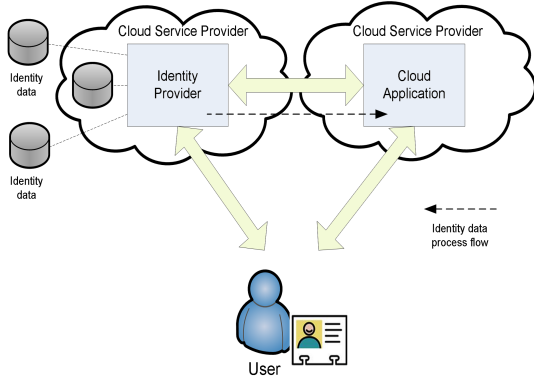 Cloud Service Provider
Cloud Service Provider
Identity
data
Identity
Provider
Cloud
Application
Identity
data
Identity data
process flow
User